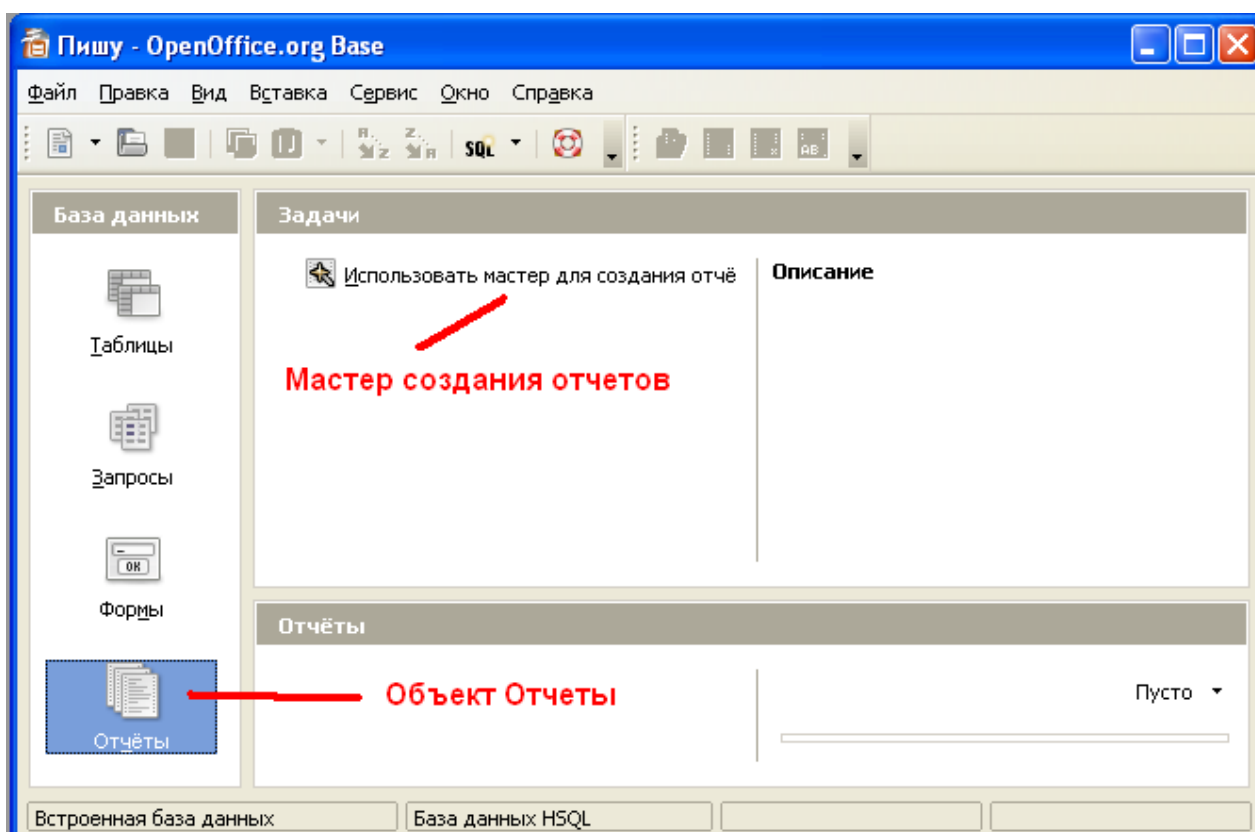 Пишу - OpenOffice.org Base
Файл Правка Вид Вставка Сервис Окно Справка
SQL
База данных
Задачи
Использовать мастер для создания отчё
Описание
Мастер создания отчетов
Таблицы
Запросы
Формы
Отчёты
Отчёты
Объект Отчеты
Пусто
Встроенная база данных
База данных HSQL